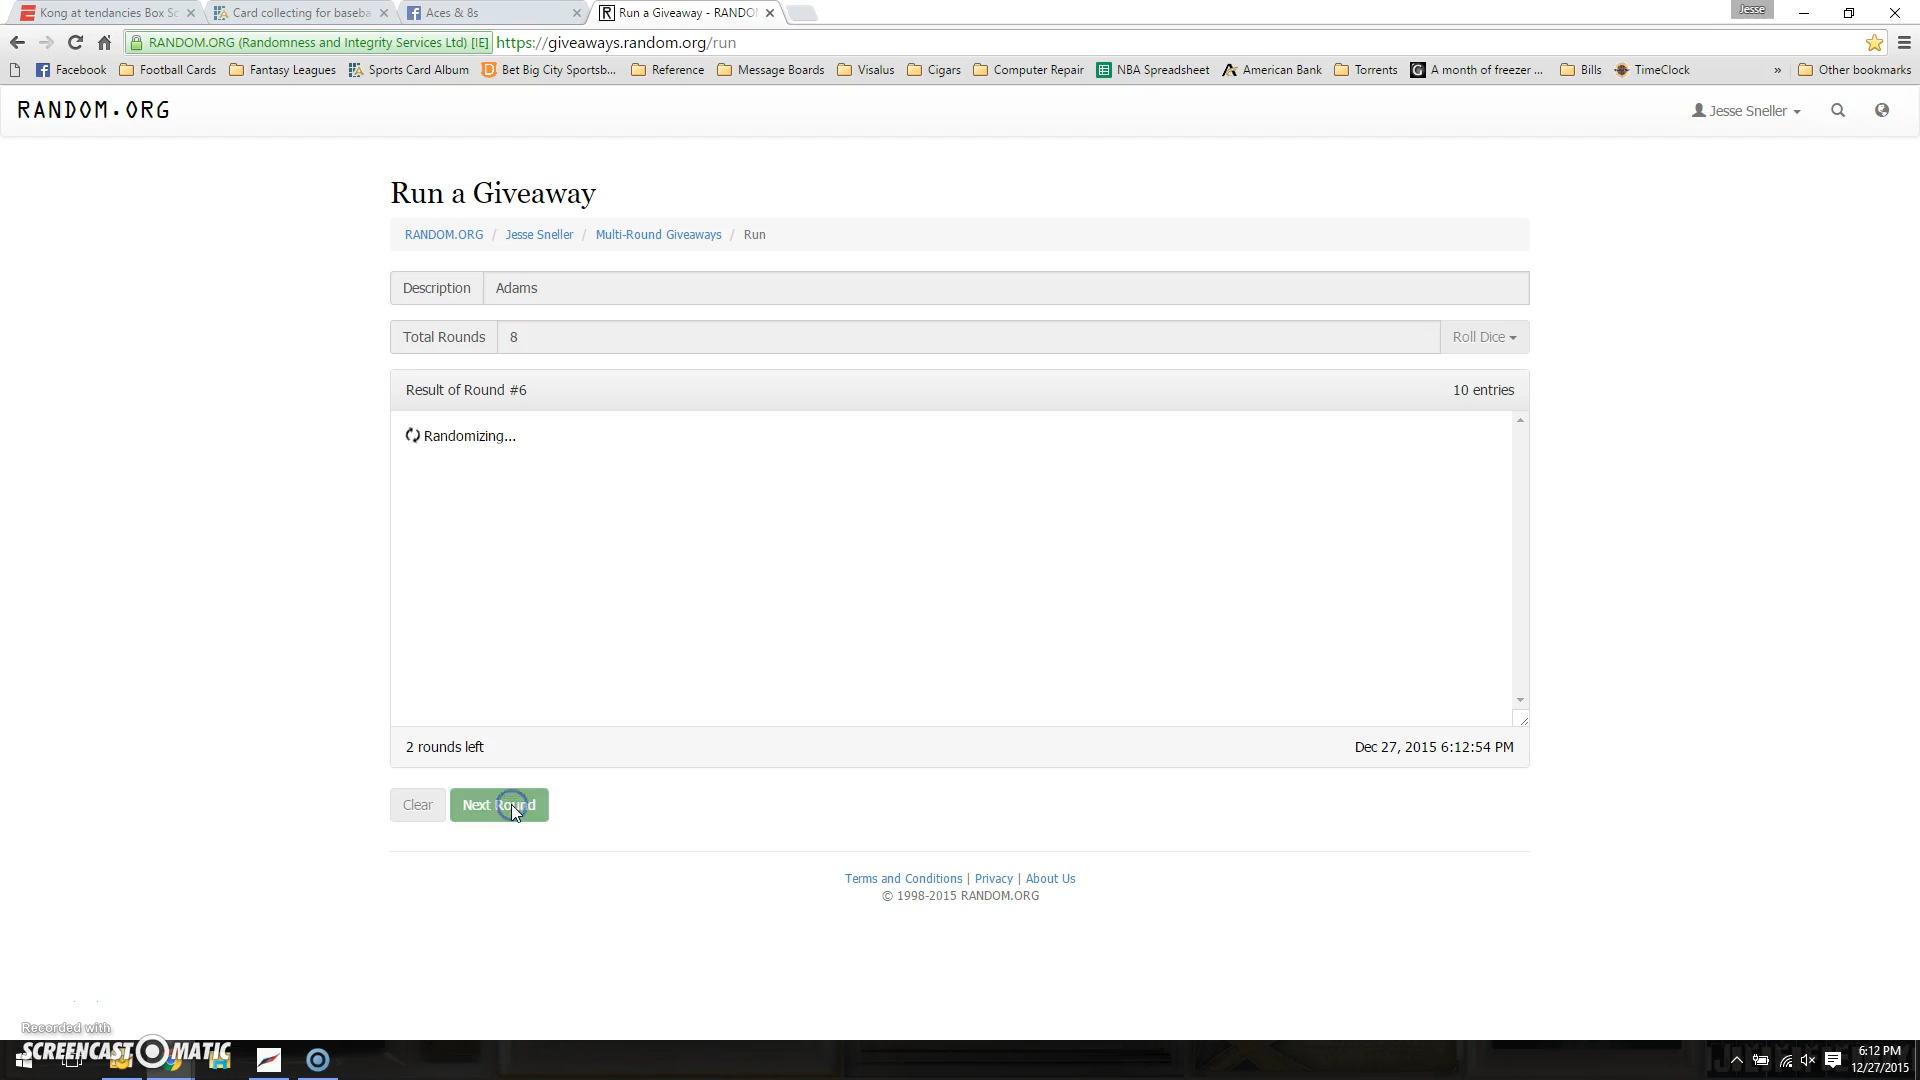 Kong at tendancies Box Sc
Card collecting for baseba
Aces & 8s
Run a Giveaway - RANDO
Jesse
RANDOM.ORG (Randomness and Integrity Services Ltd) [IE] https://giveaways.random.org/run
Facebook Football Cards Fantasy Leagues Sports Card Album Bet Big City Sportsb... Reference Message Boards Visalus Cigars Computer Repair NBA Spreadsheet American Bank Torrents A month of freezer ... Bills TimeClock » Other bookmarks
RANDOM.ORG
Jesse Sneller
Run a Giveaway
RANDOM.ORG / Jesse Sneller / Multi-Round Giveaways / Run
Description Adams
Total Rounds 8 Roll Dice
Result of Round #6 10 entries
Randomizing...
2 rounds left Dec 27, 2015 6:12:54 PM
Clear Next Round
Terms and Conditions | Privacy | About Us
© 1998-2015 RANDOM.ORG
Recorded with
SCREENCAST MATIC
6:12 PM
12/27/2015